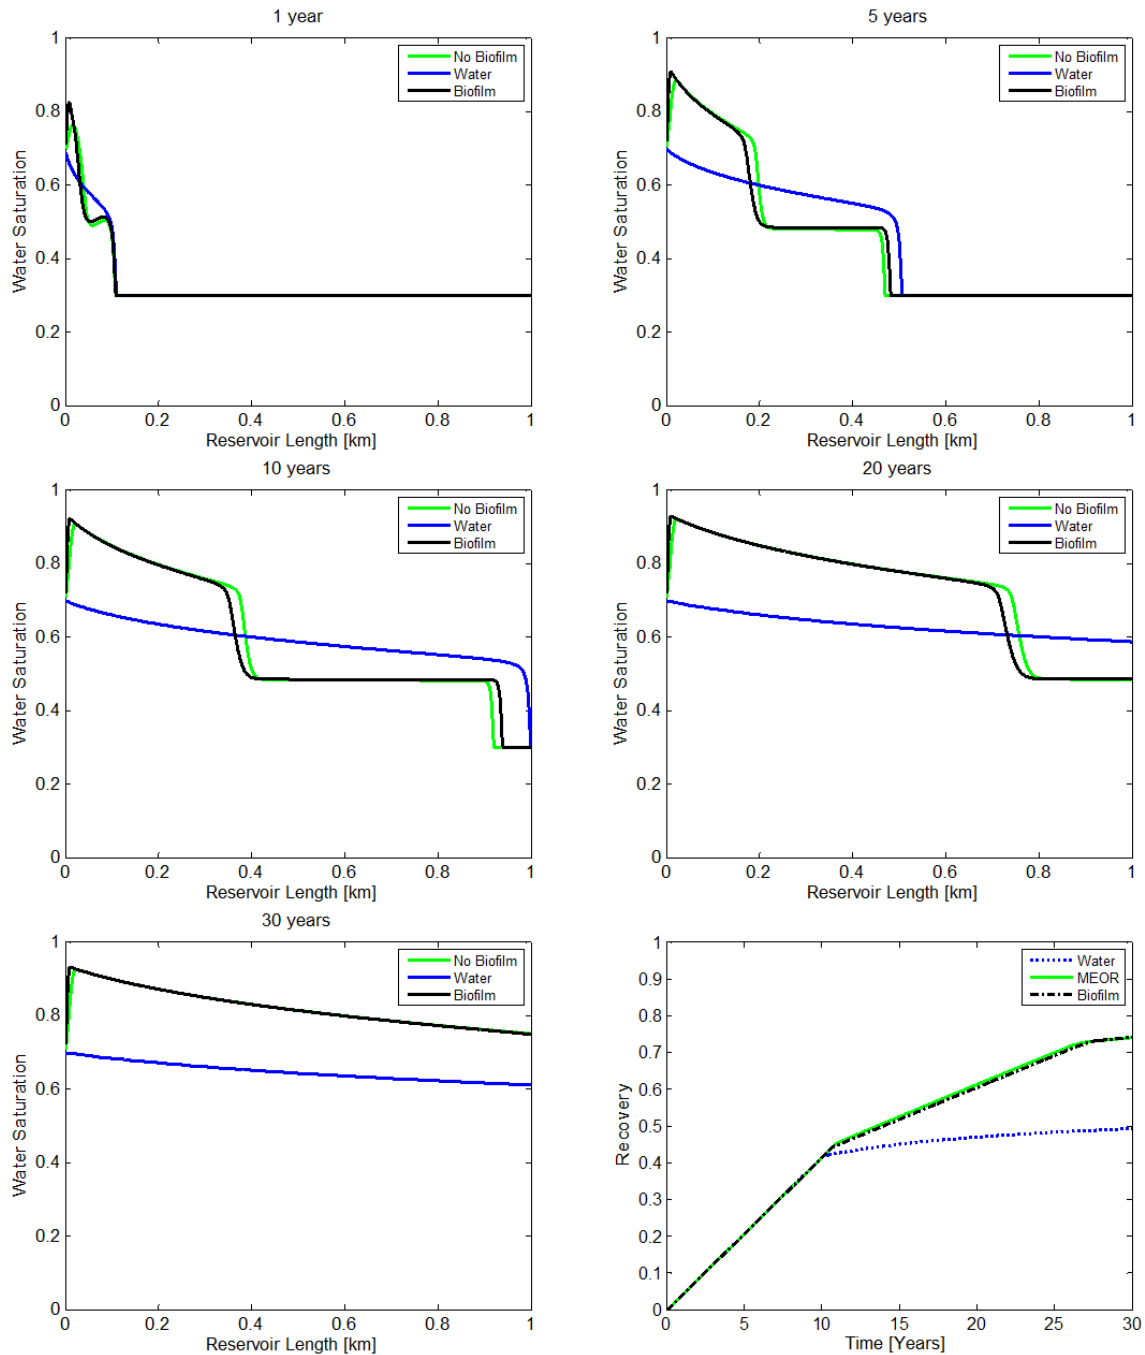 1 year
1
0.8
0.6
0.4
0.2
0
Water Saturation
No Biofilm
Water
Biofilm
0 0.2 0.4 0.6 0.8 1
Reservoir Length [km]
5 years
1
0.8
0.6
0.4
0.2
0
Water Saturation
No Biofilm
Water
Biofilm
0 0.2 0.4 0.6 0.8 1
Reservoir Length [km]
10 years
1
0.8
0.6
0.4
0.2
0
Water Saturation
No Biofilm
Water
Biofilm
0 0.2 0.4 0.6 0.8 1
Reservoir Length [km]
20 years
1
0.8
0.6
0.4
0.2
0
Water Saturation
No Biofilm
Water
Biofilm
0 0.2 0.4 0.6 0.8 1
Reservoir Length [km]
30 years
1
0.8
0.6
0.4
0.2
0
Water Saturation
No Biofilm
Water
Biofilm
0 0.2 0.4 0.6 0.8 1
Reservoir Length [km]
1
0.9
0.8
0.7
0.6
0.5
0.4
0.3
0.2
0.1
0
Recovery
Water
MEOR
Biofilm
0 5 10 15 20 25 30
Time [Years]